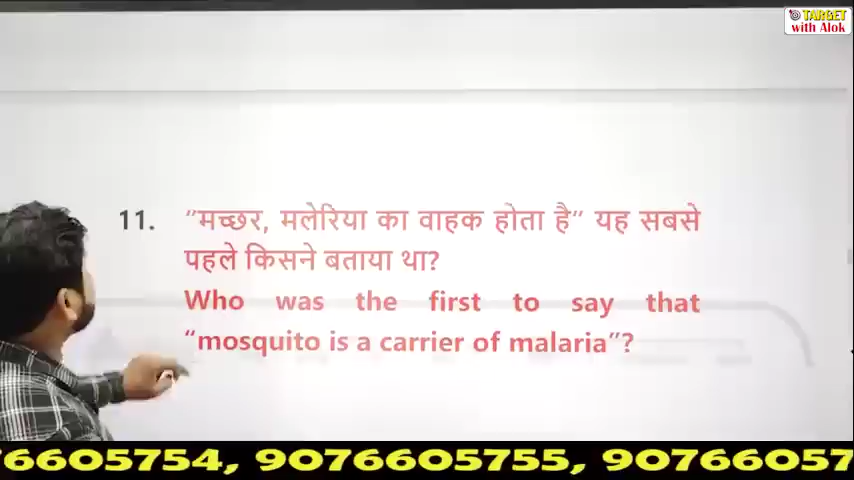 TARGET
with Alok
11. "मच्छर, मलेरिया का वाहक होता है" यह सबसे
पहले किसने बताया था?
Who was the first to say that
"mosquito is a carrier of malaria"?
6605754, 9076605755, 90766057